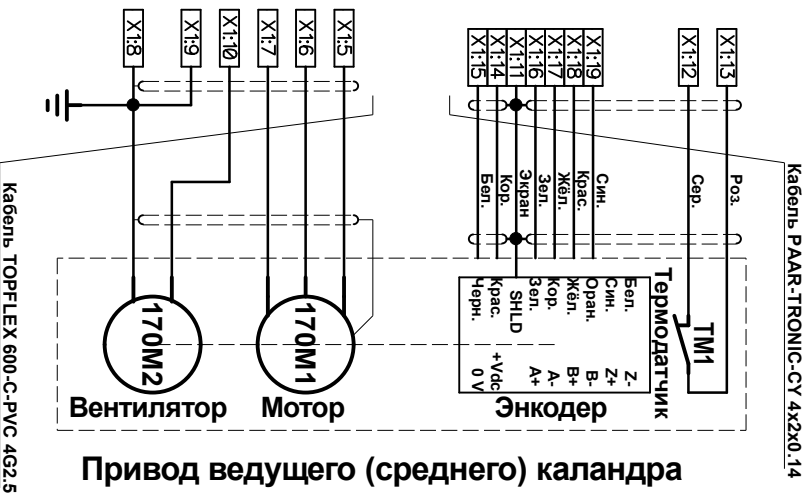 X1:8
X1:9
X1:10
X1:7
X1:6
X1:5
X1:15
X1:14
X1:11
X1:16
X1:17
X1:18
X1:19
X1:12
X1:13
Бел.
Кор.
Экран
Зел.
Жёл.
Крас.
Син.
Сер.
Роз.
Кабель PAAR-TRONIC-CY 4x2x0.14
Кабель TOPFLEX 600-C-PVC 4G2.5
170M2
Вентилятор
170M1
Мотор
Черн. 0 V
Крас. +Vdc
SHLD
Зел. A+
Кор. A-
Жёл. B+
Оран. B-
Син. Z+
Бел. Z-
Энкодер
Термодатчик
TM1
Привод ведущего (среднего) каландра